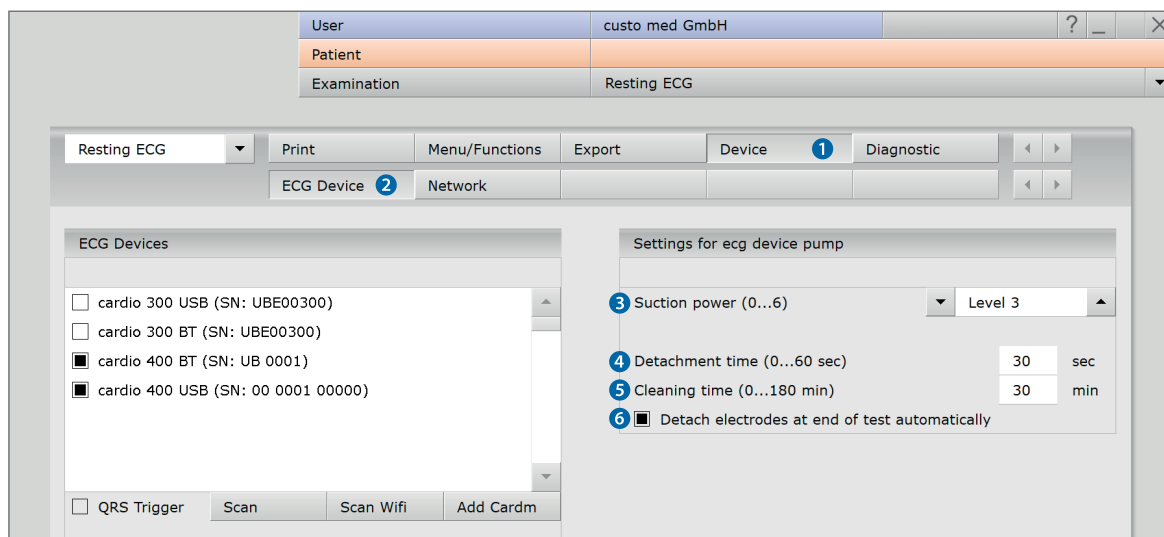 User custo med GmbH ? _ X
Patient
Examination Resting ECG
Resting ECG Print Menu/Functions Export Device 1 Diagnostic
ECG Device 2 Network
ECG Devices
cardio 300 USB (SN: UBE00300)
cardio 300 BT (SN: UBE00300)
cardio 400 BT (SN: UB 0001)
cardio 400 USB (SN: 00 0001 00000)
QRS Trigger Scan Scan Wifi Add Cardm
Settings for ecg device pump
3 Suction power (0...6) Level 3
4 Detachment time (0...60 sec) 30 sec
5 Cleaning time (0...180 min) 30 min
6 Detach electrodes at end of test automatically